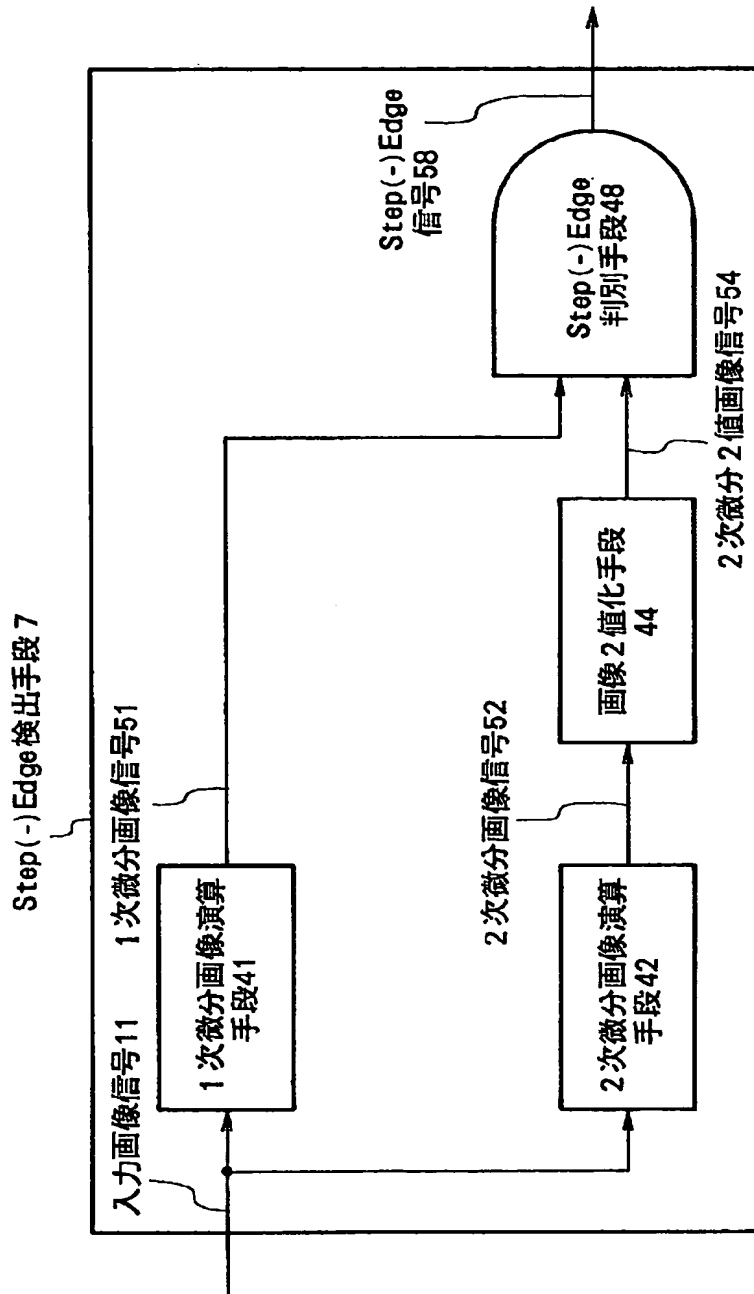 Step(-)Edge検出手段7
入力画像信号11
1次微分画像演算
手段41
1次微分画像信号51
2次微分画像演算
手段42
2次微分画像信号52
画像2値化手段
44
2次微分2値画像信号54
Step(-)Edge
判別手段48
Step(-)Edge
信号58